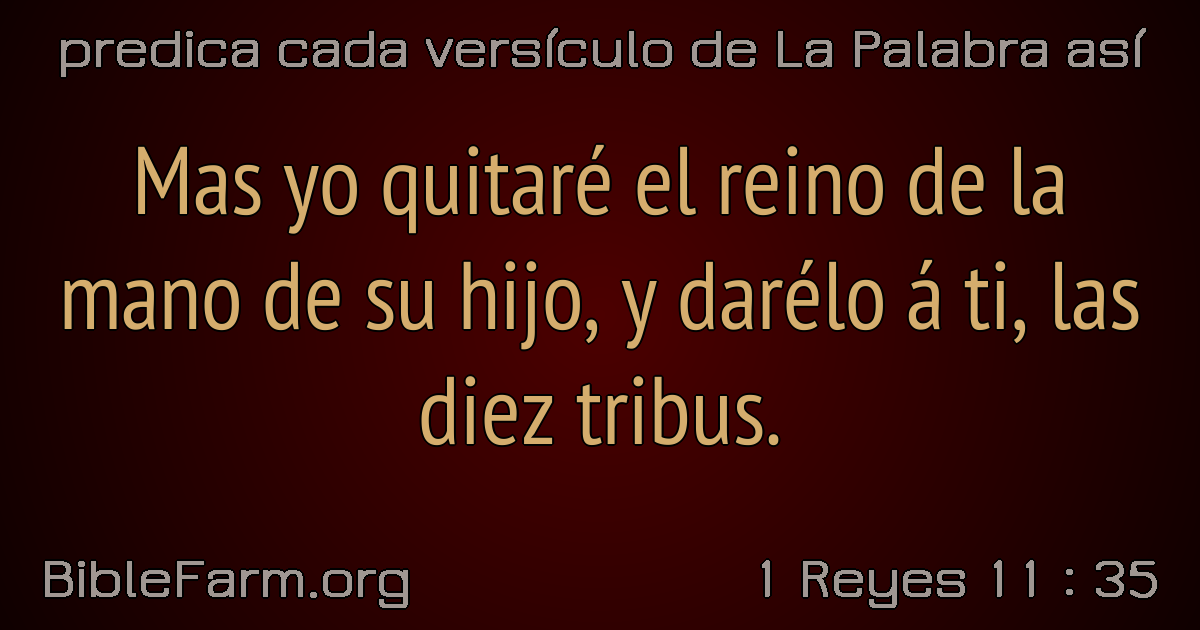 predica cada versículo de La Palabra así
Mas yo quitaré el reino de la
mano de su hijo, y darélo á ti, las
diez tribus.
BibleFarm.org
1 Reyes 11 : 35